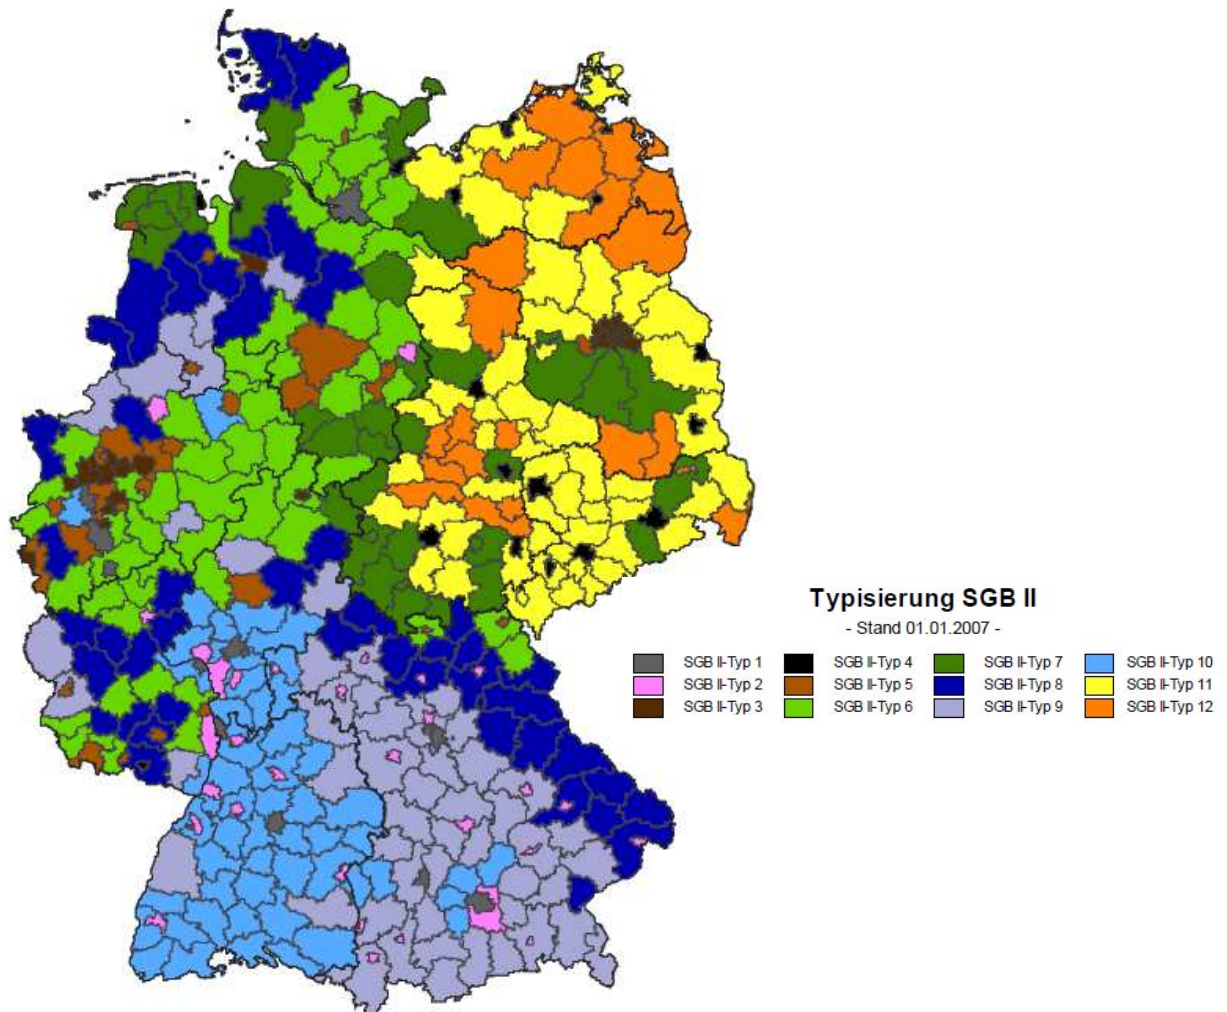 Typisierung SGB II
- Stand 01.01.2007 -
SGB II-Typ 1 SGB II-Typ 4 SGB II-Typ 7 SGB II-Typ 10
SGB II-Typ 2 SGB II-Typ 5 SGB II-Typ 8 SGB II-Typ 11
SGB II-Typ 3 SGB II-Typ 6 SGB II-Typ 9 SGB II-Typ 12